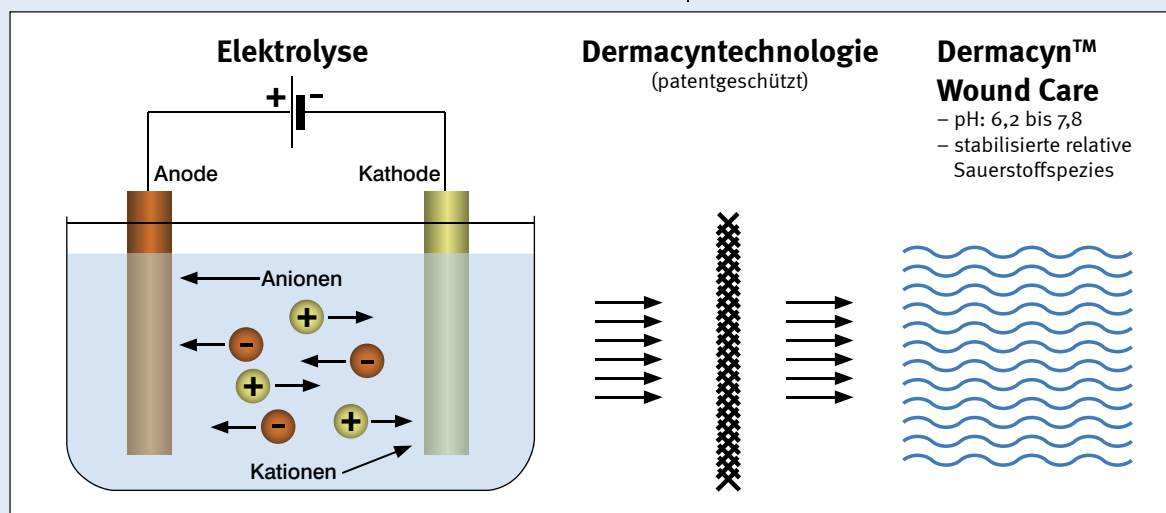 Elektrolyse
+ -
Anode
Kathode
Anionen
+
-
-
+
-
+
Kationen
Dermacyntechnologie
(patentgeschützt)
Dermacyn™
Wound Care
– pH: 6,2 bis 7,8
– stabilisierte relative
Sauerstoffspezies